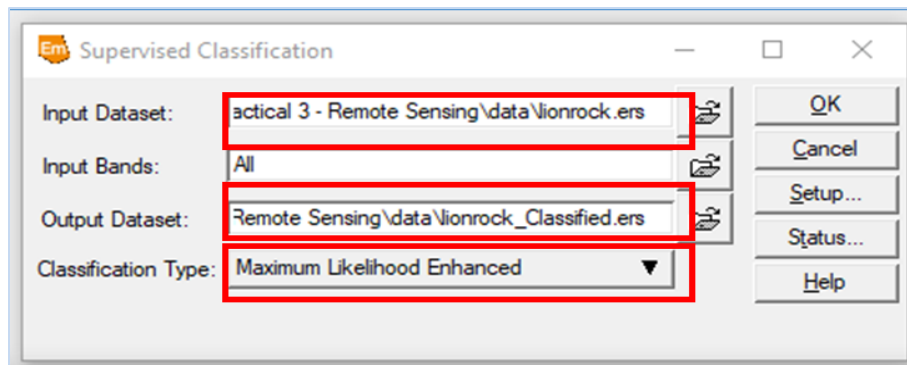 Em Supervised Classification
Input Dataset: actical 3 - Remote Sensing\data\lionrock.ers OK
Input Bands: All Cancel
Output Dataset: Remote Sensing\data\lionrock_Classified.ers Setup...
Classification Type: Maximum Likelihood Enhanced Status...
Help